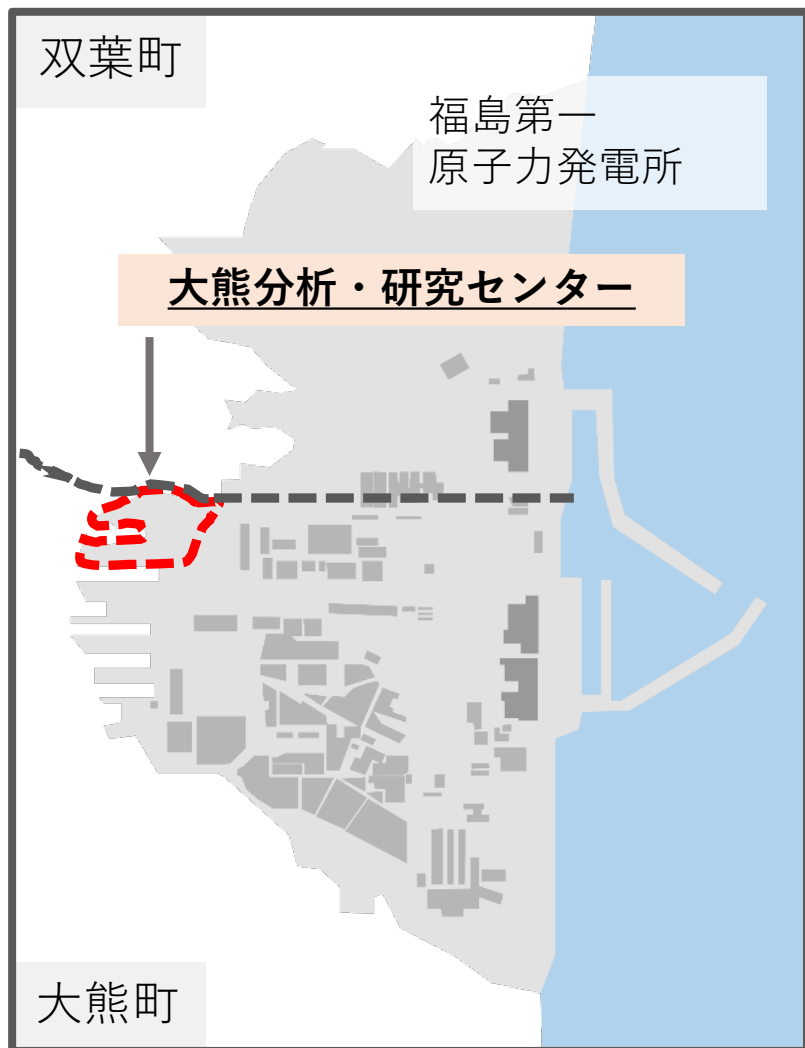 双葉町
福島第一
原子力発電所
大熊分析・研究センター
大熊町